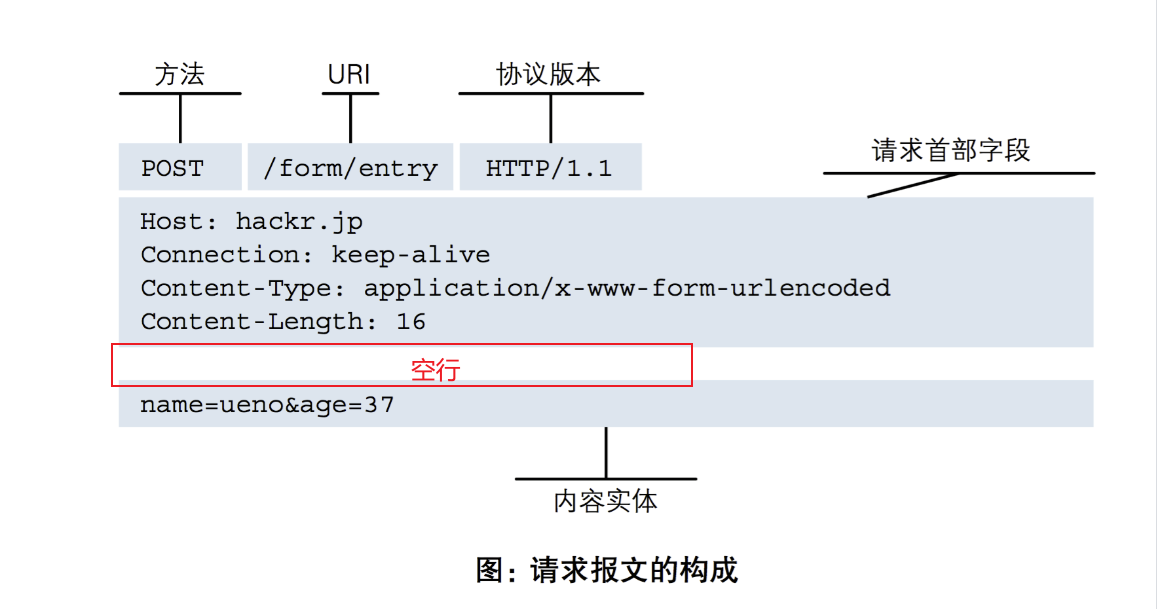 方法 URI 协议版本
请求首部字段
POST /form/entry HTTP/1.1
Host: hackr.jp
Connection: keep-alive
Content-Type: application/x-www-form-urlencoded
Content-Length: 16
空行
name=ueno&age=37
内容实体
图：请求报文的构成